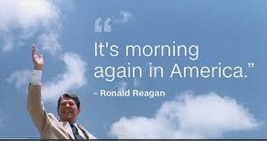 “
It's morning
again in America.”
– Ronald Reagan